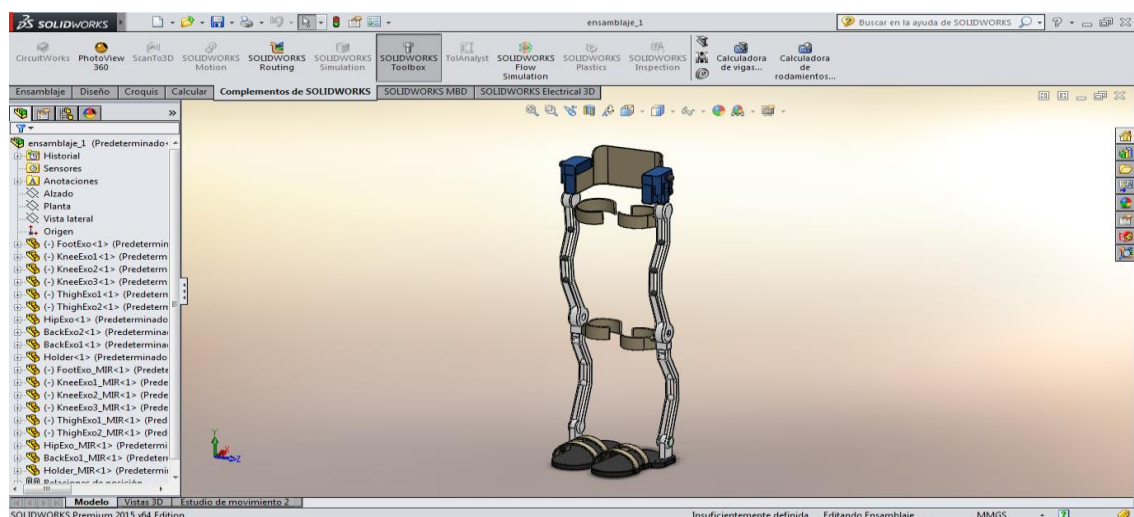 SOLIDWORKS
ensamblaje_1
Buscar en la ayuda de SOLIDWORKS
CircuitWorks
PhotoView 360
ScanTo3D
SOLIDWORKS Motion
SOLIDWORKS Routing
SOLIDWORKS Simulation
SOLIDWORKS Toolbox
TolAnalyst
SOLIDWORKS Flow Simulation
SOLIDWORKS Plastics
SOLIDWORKS Inspection
Calculadora de vigas...
Calculadora de rodamientos...
Ensamblaje Diseño Croquis Calcular Complementos de SOLIDWORKS SOLIDWORKS MBD SOLIDWORKS Electrical 3D
ensamblaje_1 (Predeterminado
Historial
Sensores
Anotaciones
Alzado
Planta
Vista lateral
Origen
(-) FootExo<1> (Predetermin
(-) KneeExo1<1> (Predeterm
(-) KneeExo2<1> (Predeterm
(-) KneeExo3<1> (Predeterm
(-) ThighExo1<1> (Predetern
(-) ThighExo2<1> (Predetern
HipExo<1> (Predeterminado
BackExo2<1> (Predetermina
BackExo1<1> (Predetermina
Holder<1> (Predeterminado
(-) FootExo_MIR<1> (Predete
(-) KneeExo1_MIR<1> (Prede
(-) KneeExo2_MIR<1> (Prede
(-) KneeExo3_MIR<1> (Prede
(-) ThighExo1_MIR<1> (Pred
(-) ThighExo2_MIR<1> (Pred
HipExo_MIR<1> (Predetermi
BackExo1_MIR<1> (Predeterr
Holder_MIR<1> (Predetermii
Relaciones de posición
Modelo Vistas 3D Estudio de movimiento 2
SOLIDWORKS Premium 2015 x64 Edition
Insuficientemente definida Editando Ensamblaje MMGS